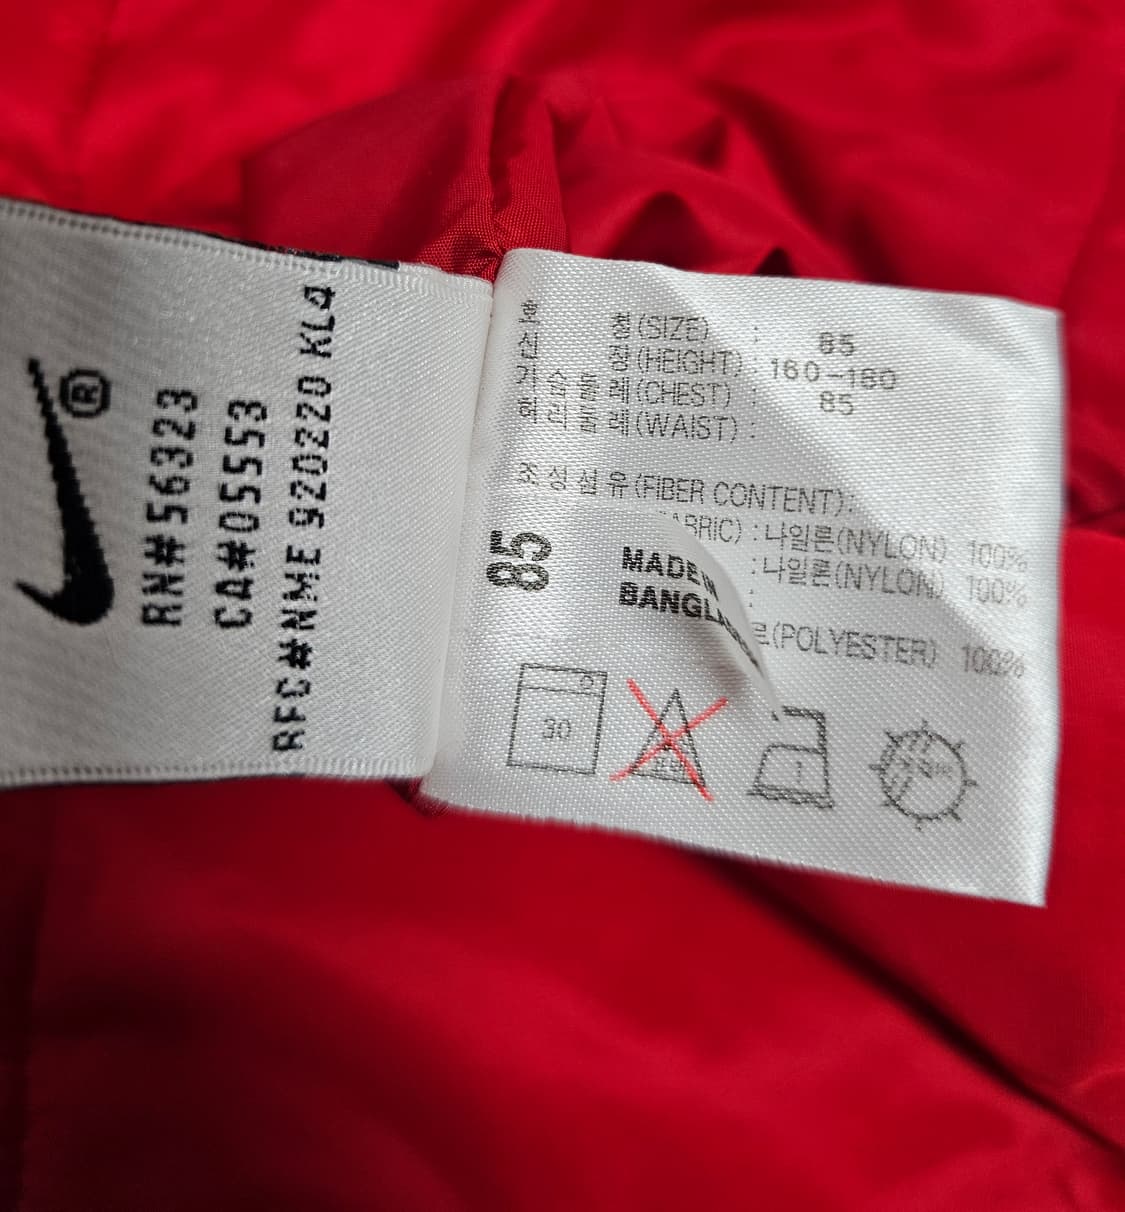 ®
RN#56323
CA#05553
RFC#NME 920220 KL4
호 칭(SIZE) : 85
신 장(HEIGHT) : 160-180
가슴둘레(CHEST) : 85
허리둘레(WAIST) :
조성섬유(FIBER CONTENT):
:나일론(NYLON) 100%
:나일론(NYLON) 100%
:
(POLYESTER) 100%
85
MADE IN
30